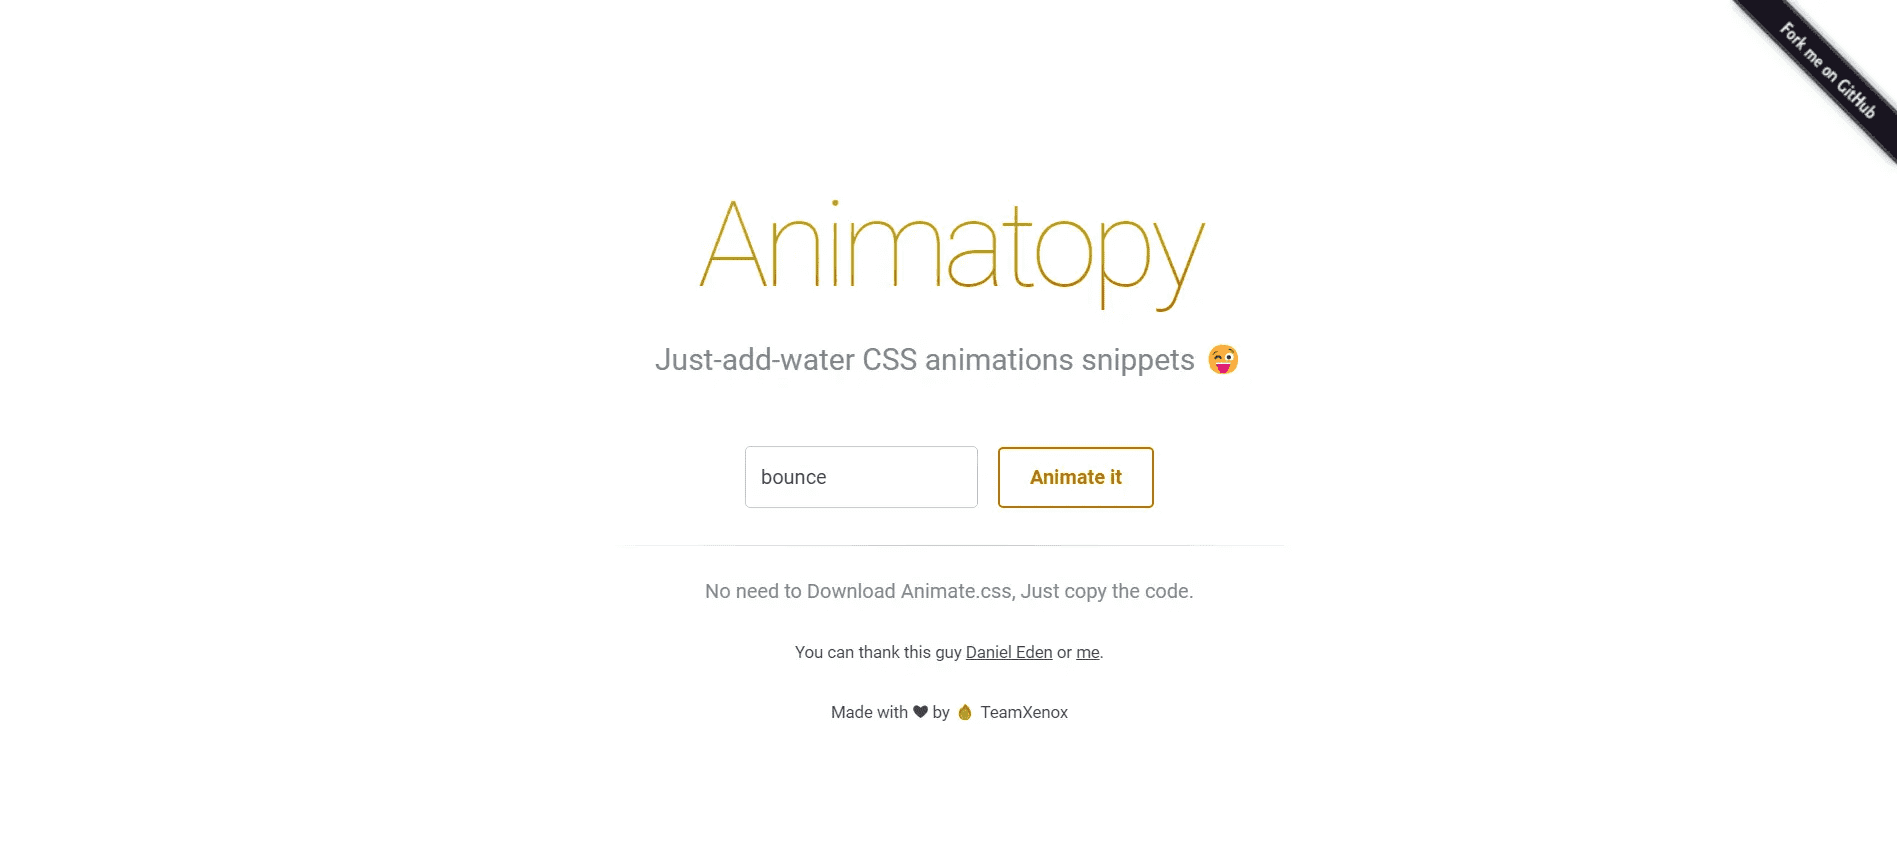 Fork me on GitHub
Animatopy
Just-add-water CSS animations snippets 😜
bounce
Animate it
No need to Download Animate.css, Just copy the code.
You can thank this guy Daniel Eden or me.
Made with ♥ by TeamXenox